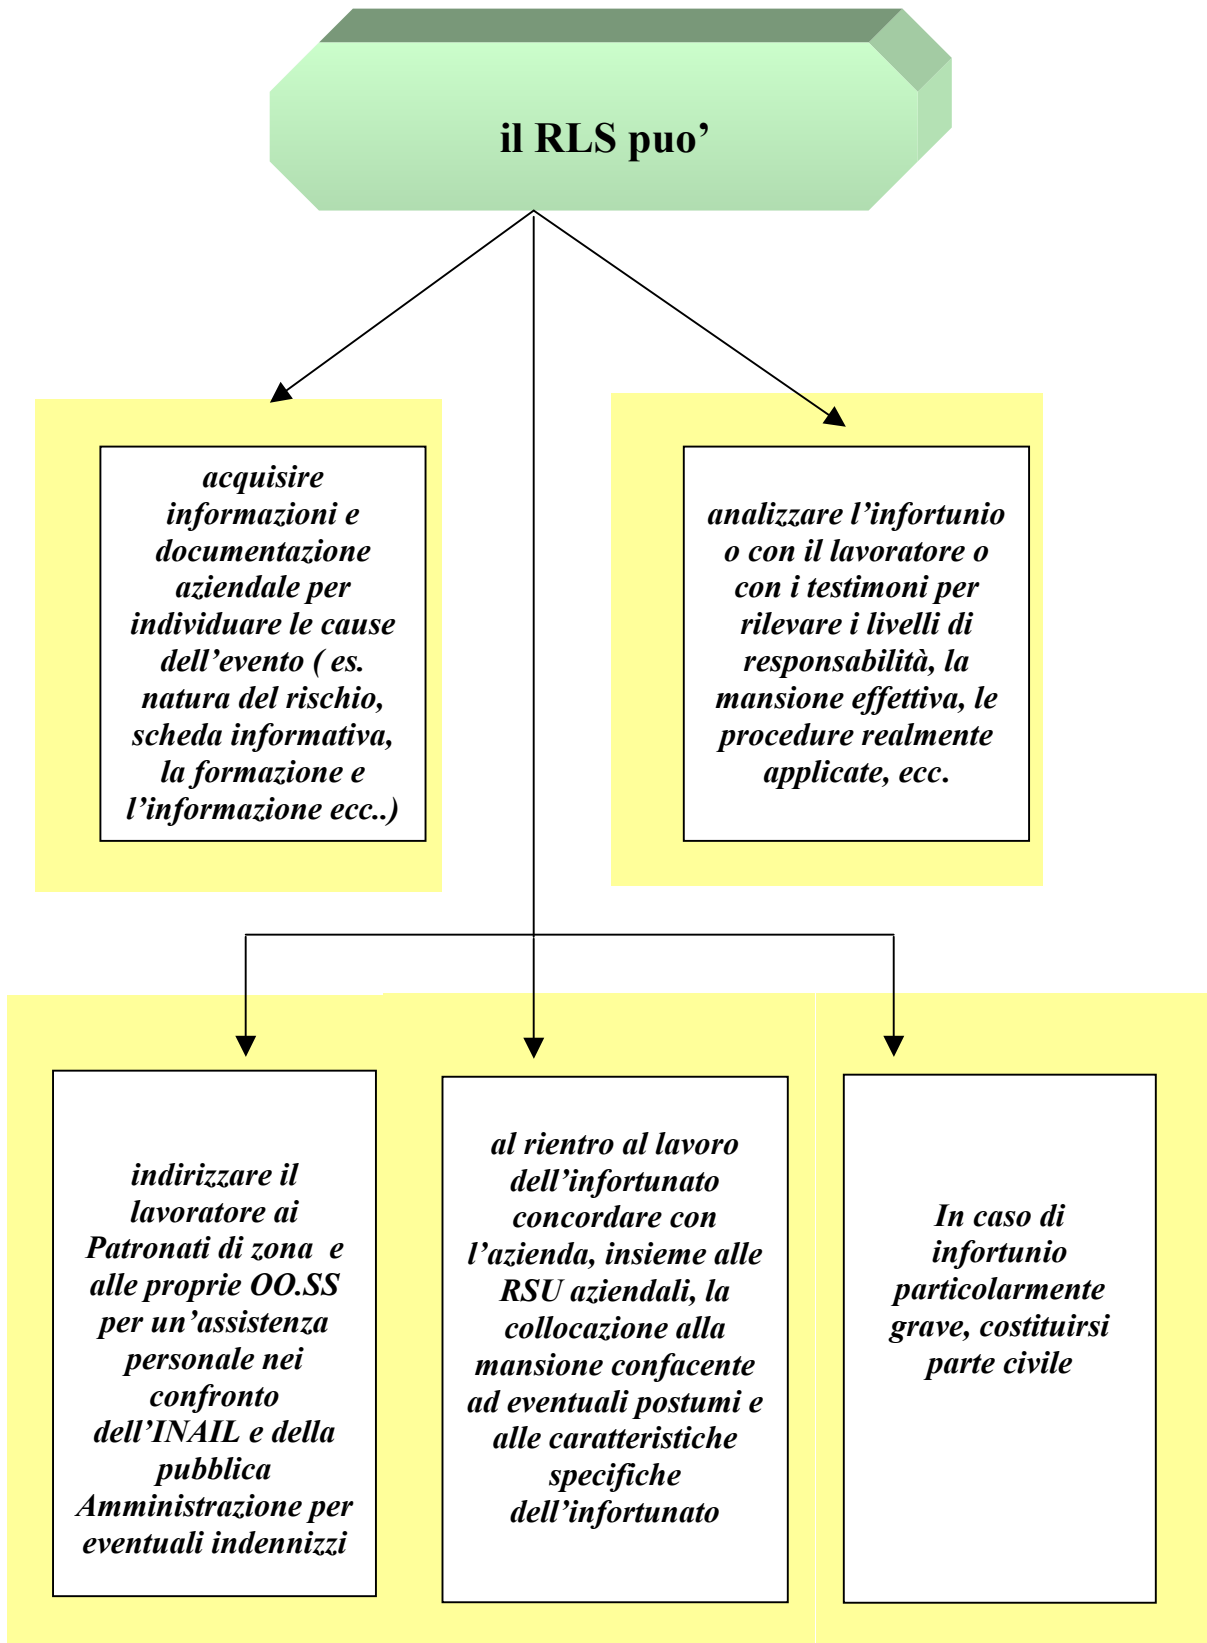 il RLS puo’
acquisire
informazioni e
documentazione
aziendale per
individuare le cause
dell’evento ( es.
natura del rischio,
scheda informativa,
la formazione e
l’informazione ecc..)
analizzare l’infortunio
o con il lavoratore o
con i testimoni per
rilevare i livelli di
responsabilità, la
mansione effettiva, le
procedure realmente
applicate, ecc.
indirizzare il
lavoratore ai
Patronati di zona  e
alle proprie OO.SS
per un’assistenza
personale nei
confronto
dell’INAIL e della
pubblica
Amministrazione per
eventuali indennizzi
al rientro al lavoro
dell’infortunato
concordare con
l’azienda, insieme alle
RSU aziendali, la
collocazione alla
mansione confacente
ad eventuali postumi e
alle caratteristiche
specifiche
dell’infortunato
In caso di
infortunio
particolarmente
grave, costituirsi
parte civile